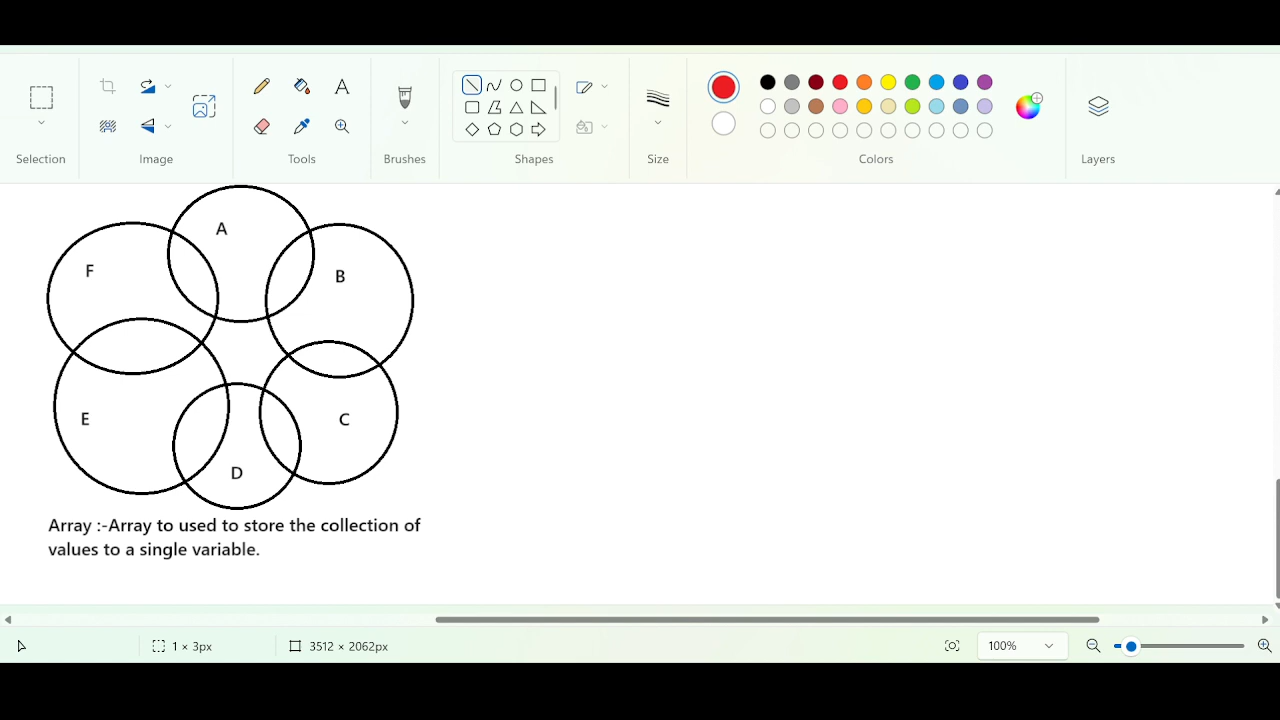 Selection
Image
Tools
Brushes
Shapes
Size
Colors
Layers
A
F
B
E
C
D
Array :-Array to used to store the collection of
values to a single variable.
1 × 3px
3512 × 2062px
100%